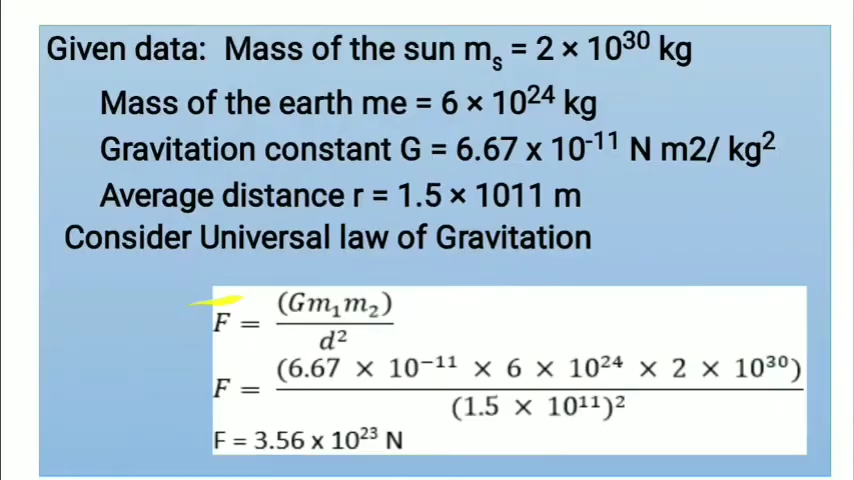 Given data: Mass of the sun mₛ = 2 × 10³⁰ kg
Mass of the earth me = 6 × 10²⁴ kg
Gravitation constant G = 6.67 x 10⁻¹¹ N m2/ kg²
Average distance r = 1.5 × 1011 m
Consider Universal law of Gravitation
F = (Gm₁m₂) / d²
F = (6.67 × 10⁻¹¹ × 6 × 10²⁴ × 2 × 10³⁰) / (1.5 × 10¹¹)²
F = 3.56 x 10²³ N